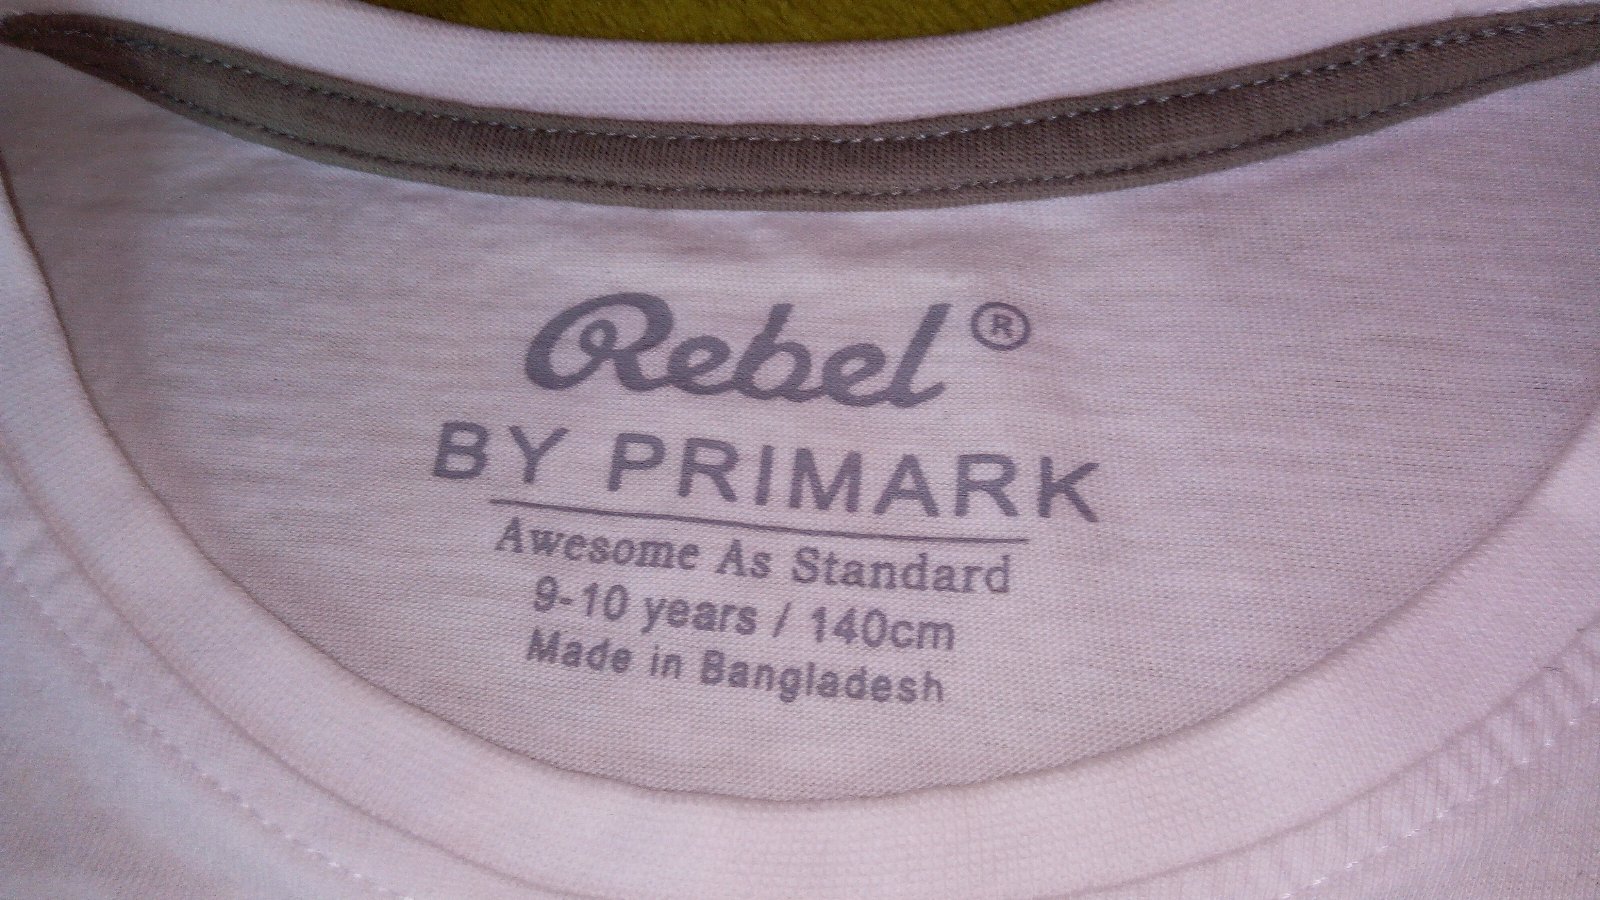 Rebel ®
BY PRIMARK
Awesome As Standard
9-10 years / 140cm
Made in Bangladesh